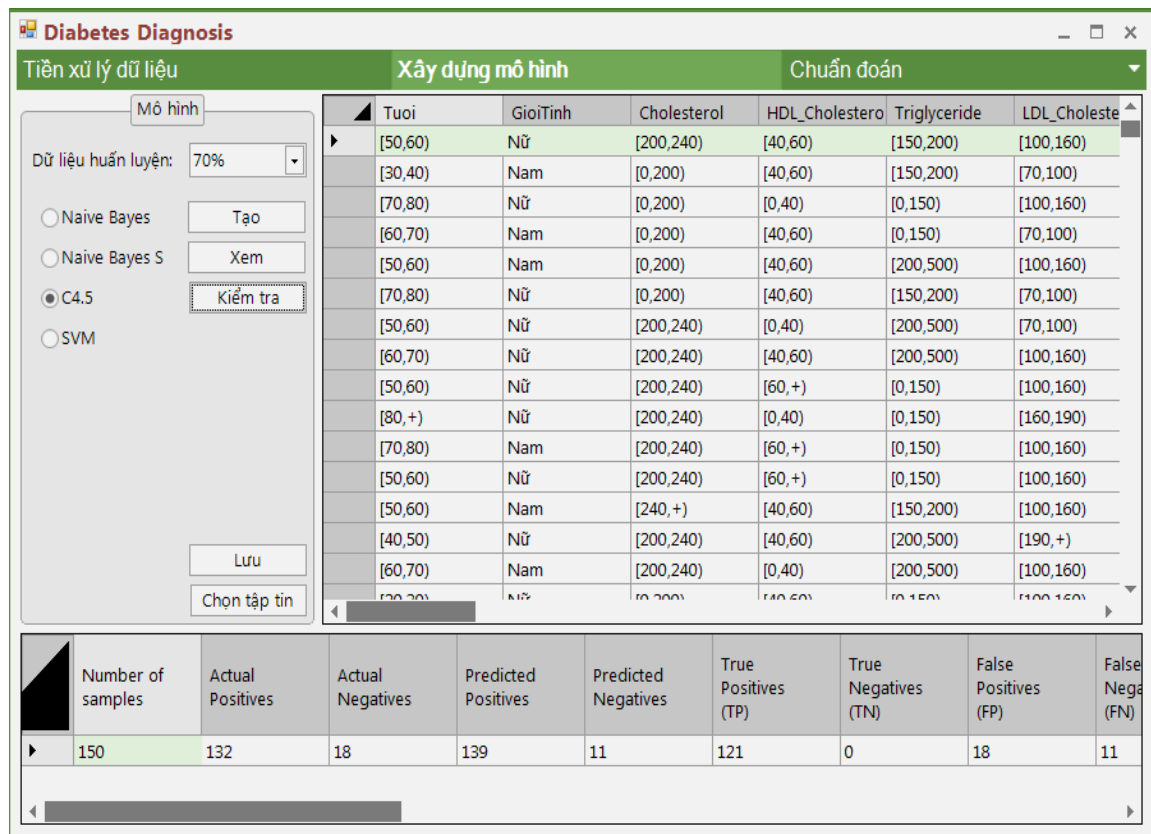 Diabetes Diagnosis
Tiền xử lý dữ liệu Xây dựng mô hình Chuẩn đoán
Mô hình
Dữ liệu huấn luyện: 70%
Naive Bayes Tạo
Naive Bayes S Xem
C4.5 Kiểm tra
SVM
Lưu
Chọn tập tin
Tuoi GioiTinh Cholesterol HDL_Cholestero Triglyceride LDL_Choleste
[50,60) Nữ [200,240) [40,60) [150,200) [100,160)
[30,40) Nam [0,200) [40,60) [150,200) [70,100)
[70,80) Nữ [0,200) [0,40) [0,150) [100,160)
[60,70) Nam [0,200) [40,60) [0,150) [70,100)
[50,60) Nam [0,200) [40,60) [200,500) [100,160)
[70,80) Nữ [0,200) [40,60) [150,200) [70,100)
[50,60) Nữ [200,240) [0,40) [200,500) [70,100)
[60,70) Nữ [200,240) [40,60) [200,500) [100,160)
[50,60) Nữ [200,240) [60,+) [0,150) [100,160)
[80,+) Nữ [200,240) [0,40) [0,150) [160,190)
[70,80) Nam [200,240) [60,+) [0,150) [100,160)
[50,60) Nữ [200,240) [60,+) [0,150) [100,160)
[50,60) Nam [240,+) [40,60) [150,200) [100,160)
[40,50) Nữ [200,240) [40,60) [200,500) [190,+)
[60,70) Nam [200,240) [0,40) [200,500) [100,160)
Number of samples Actual Positives Actual Negatives Predicted Positives Predicted Negatives True Positives (TP) True Negatives (TN) False Positives (FP) False Nega (FN)
150 132 18 139 11 121 0 18 11